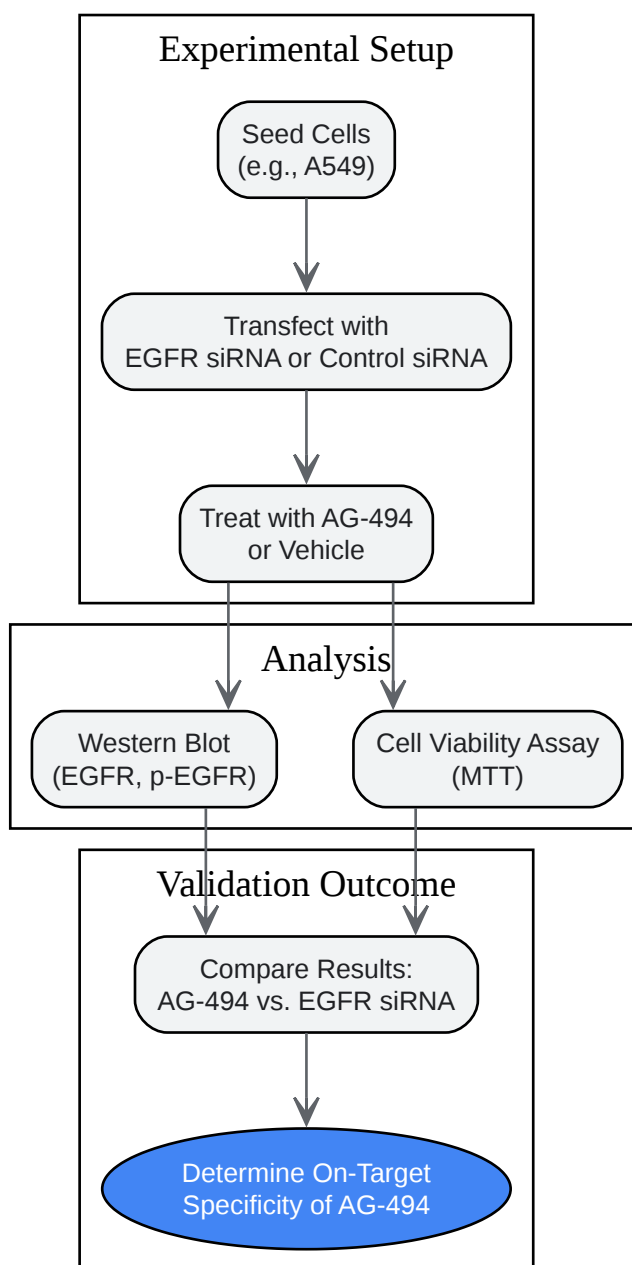 Experimental Setup
Seed Cells
(e.g., A549)
Transfect with
EGFR siRNA or Control siRNA
Treat with AG-494
or Vehicle
Analysis
Western Blot
(EGFR, p-EGFR)
Cell Viability Assay
(MTT)
Validation Outcome
Compare Results:
AG-494 vs. EGFR siRNA
Determine On-Target
Specificity of AG-494